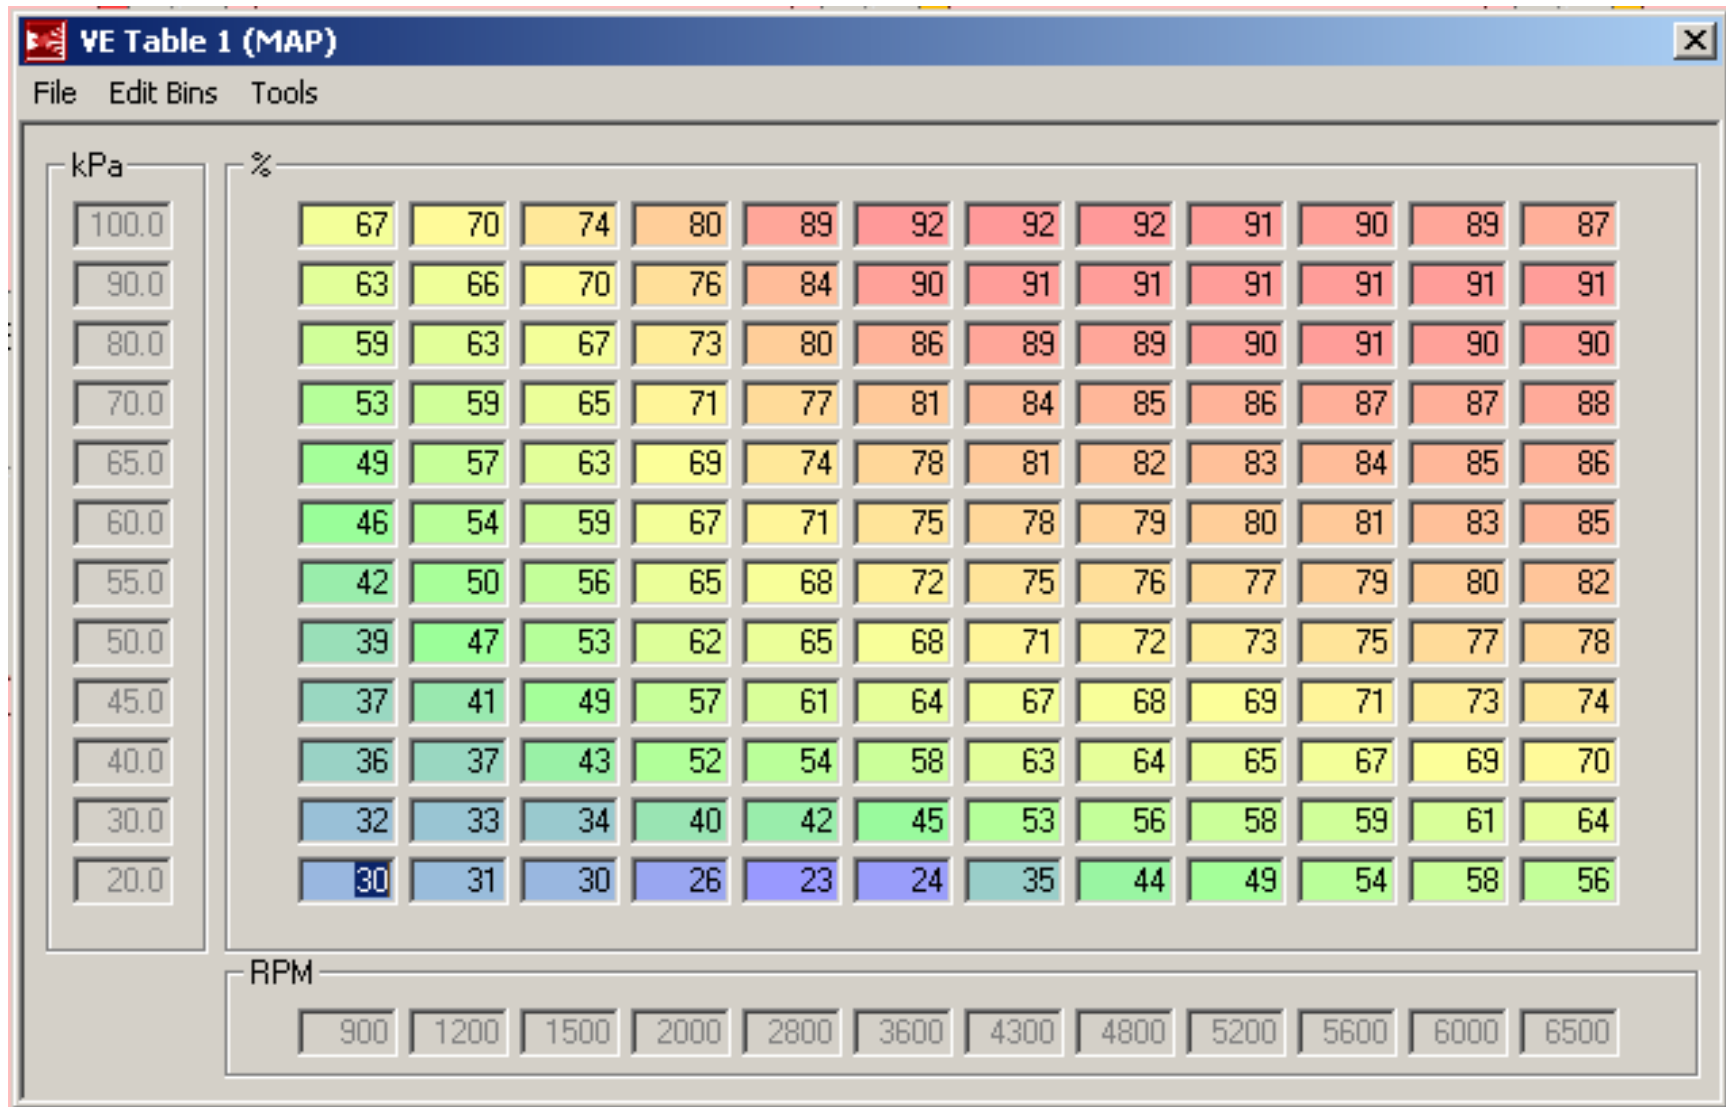 VE Table 1 (MAP)
File Edit Bins Tools
kPa %
100.0 67 70 74 80 89 92 92 92 91 90 89 87
90.0 63 66 70 76 84 90 91 91 91 91 91 91
80.0 59 63 67 73 80 86 89 89 90 91 90 90
70.0 53 59 65 71 77 81 84 85 86 87 87 88
65.0 49 57 63 69 74 78 81 82 83 84 85 86
60.0 46 54 59 67 71 75 78 79 80 81 83 85
55.0 42 50 56 65 68 72 75 76 77 79 80 82
50.0 39 47 53 62 65 68 71 72 73 75 77 78
45.0 37 41 49 57 61 64 67 68 69 71 73 74
40.0 36 37 43 52 54 58 63 64 65 67 69 70
30.0 32 33 34 40 42 45 53 56 58 59 61 64
20.0 30 31 30 26 23 24 35 44 49 54 58 56
RPM
900 1200 1500 2000 2800 3600 4300 4800 5200 5600 6000 6500